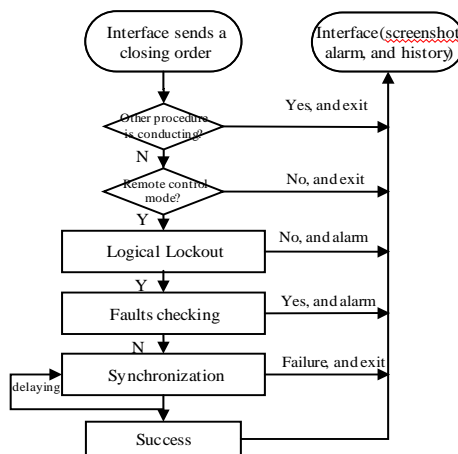 Interface sends a
closing order
Interface(screenshot
alarm, and history)
Other procedure
is conducting?
Yes, and exit
N
Remote control
mode?
No, and exit
Y
Logical Lockout
No, and alarm
Y
Faults checking
Yes, and alarm
N
Synchronization
Failure, and exit
delaying
Success